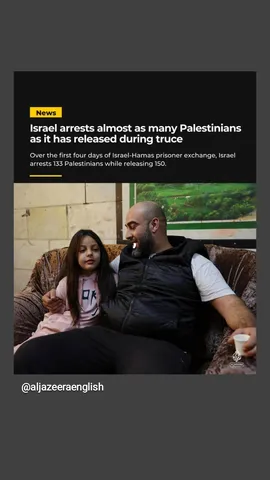 News
Israel arrests almost as many Palestinians
as it has released during truce
Over the first four days of Israel-Hamas prisoner exchange, Israel
arrests 133 Palestinians while releasing 150.
@aljazeeraenglish